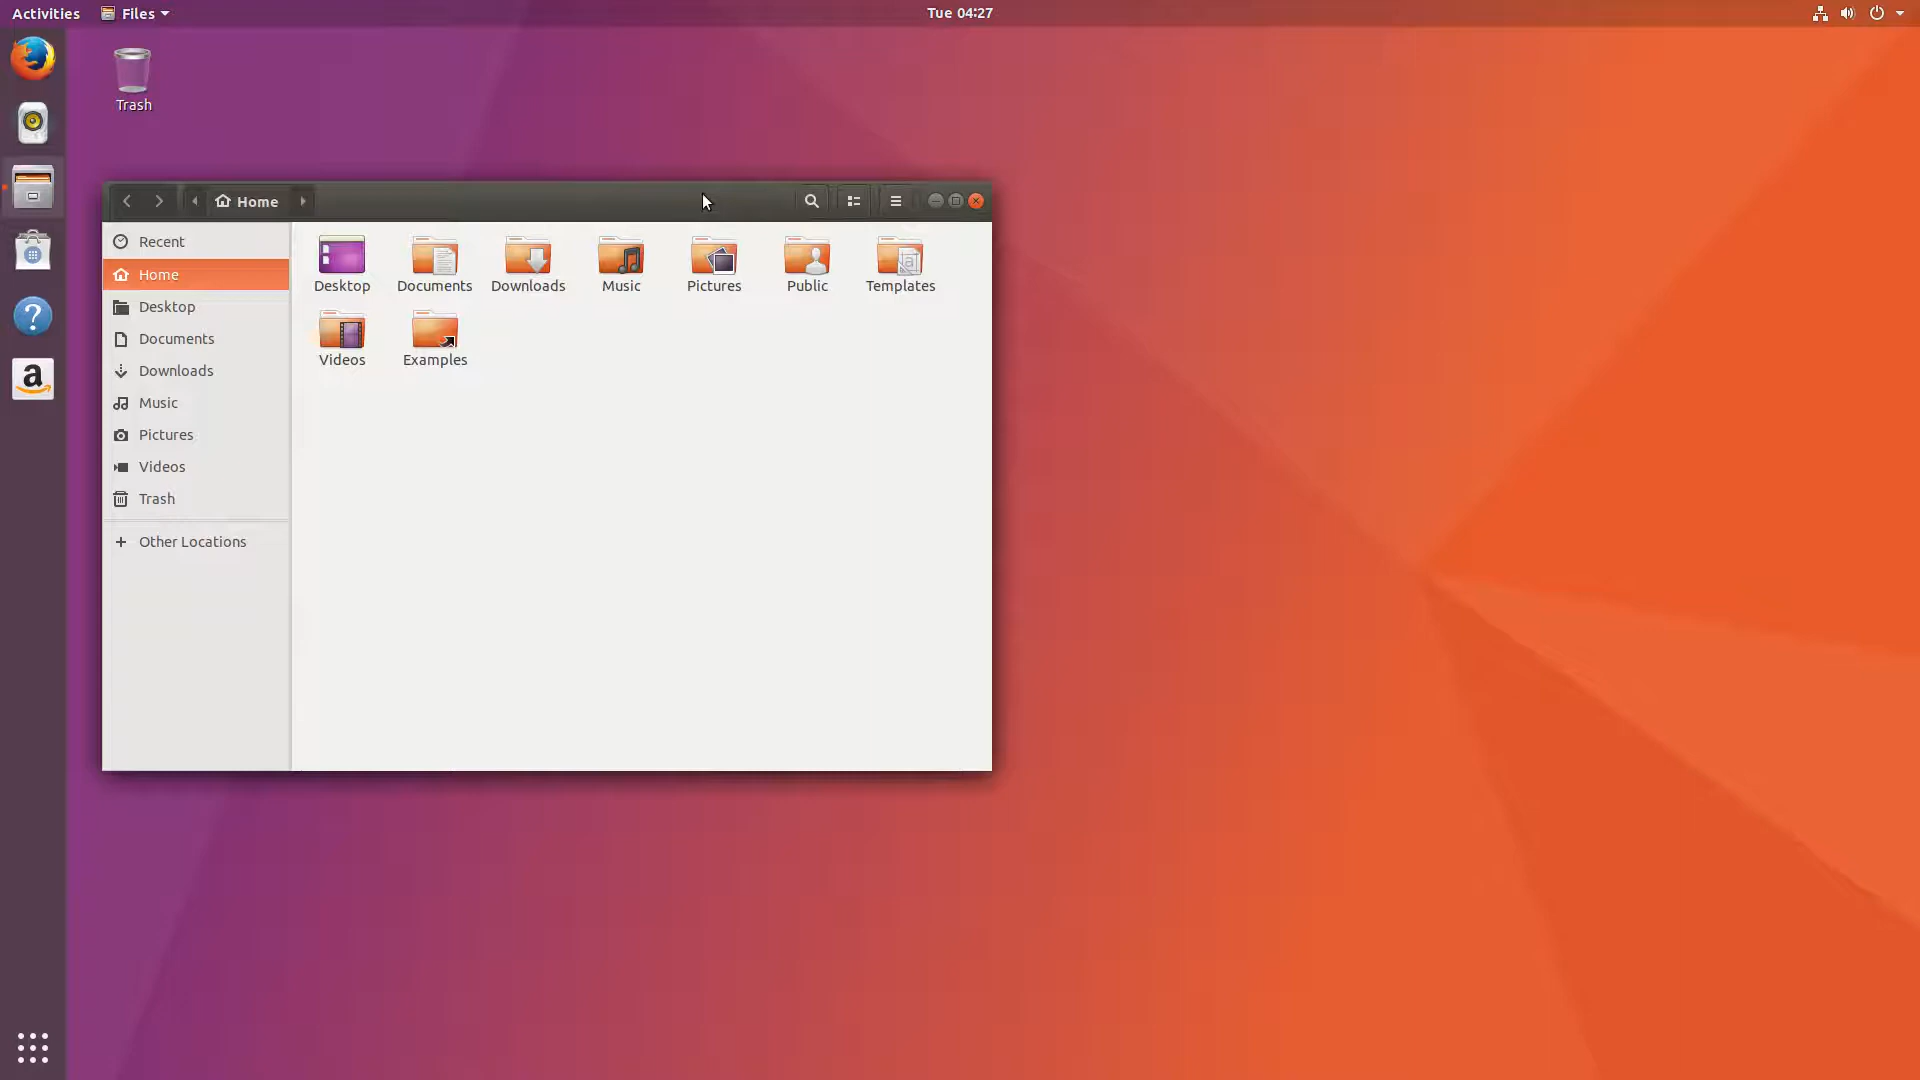 Activities Files Tue 04:27
Trash
Home
Recent
Home
Desktop
Documents
Downloads
Music
Pictures
Videos
Trash
Other Locations
Desktop Documents Downloads Music Pictures Public Templates
Videos Examples